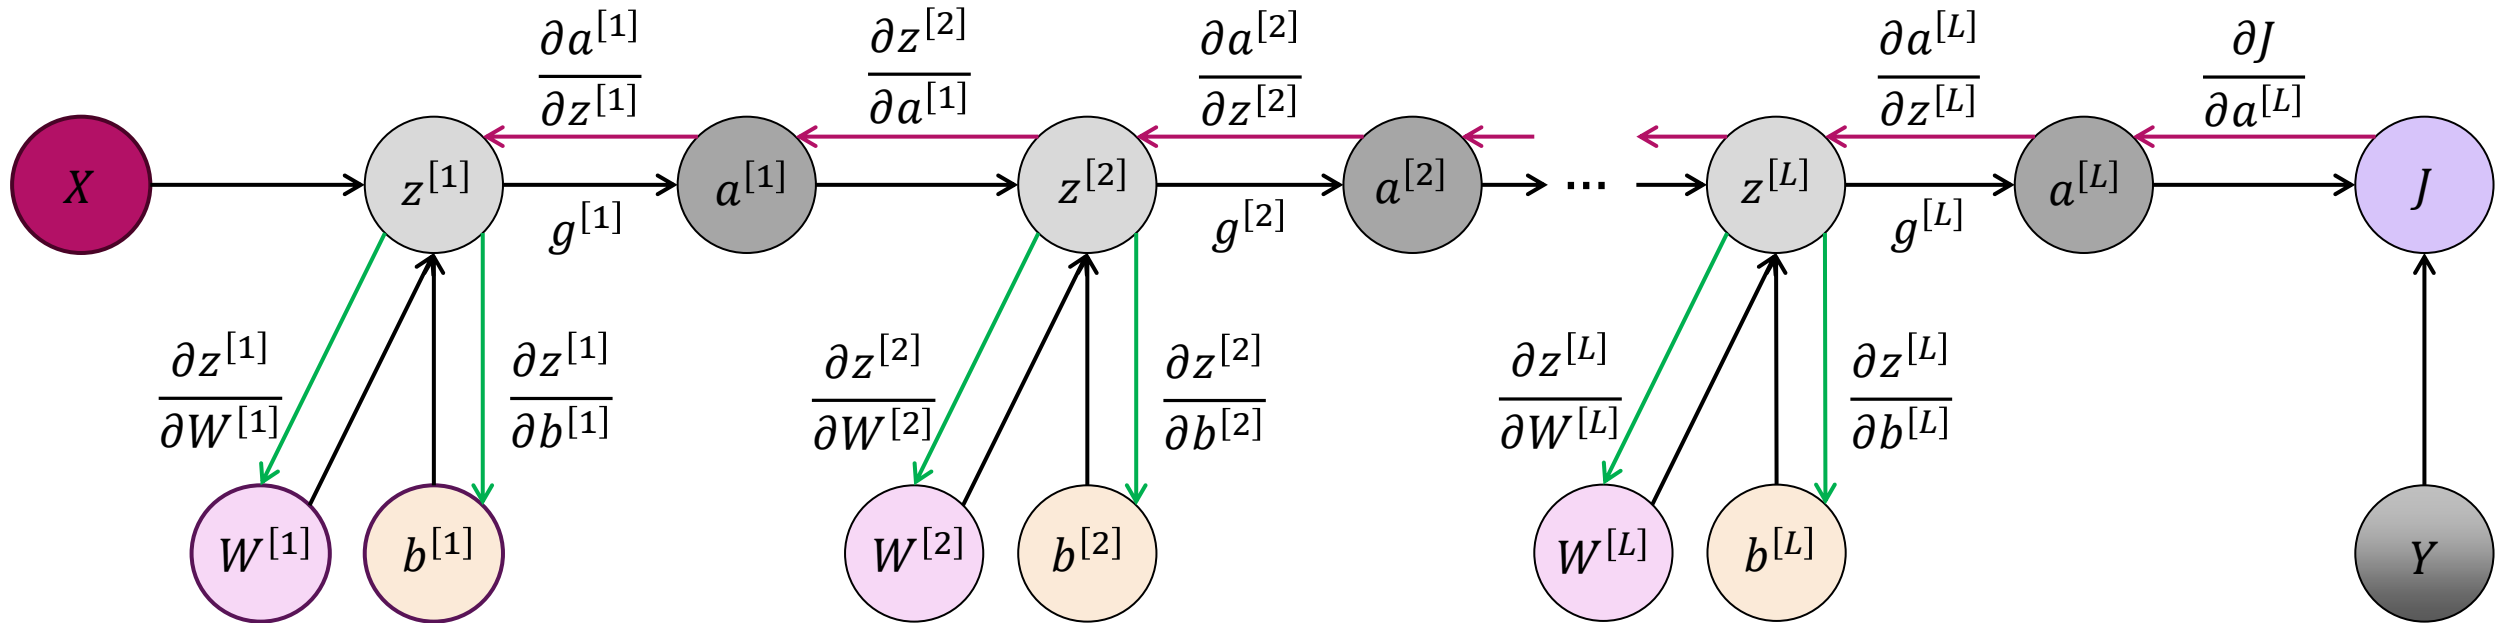 ∂a^[1]
∂z^[1]
∂z^[2]
∂a^[1]
∂a^[2]
∂z^[2]
∂a^[L]
∂z^[L]
∂J
∂a^[L]
X
z^[1]
a^[1]
z^[2]
a^[2]
...
z^[L]
a^[L]
J
g^[1]
g^[2]
g^[L]
∂z^[1]
∂W^[1]
∂z^[1]
∂b^[1]
∂z^[2]
∂W^[2]
∂z^[2]
∂b^[2]
∂z^[L]
∂W^[L]
∂z^[L]
∂b^[L]
W^[1]
b^[1]
W^[2]
b^[2]
W^[L]
b^[L]
Y